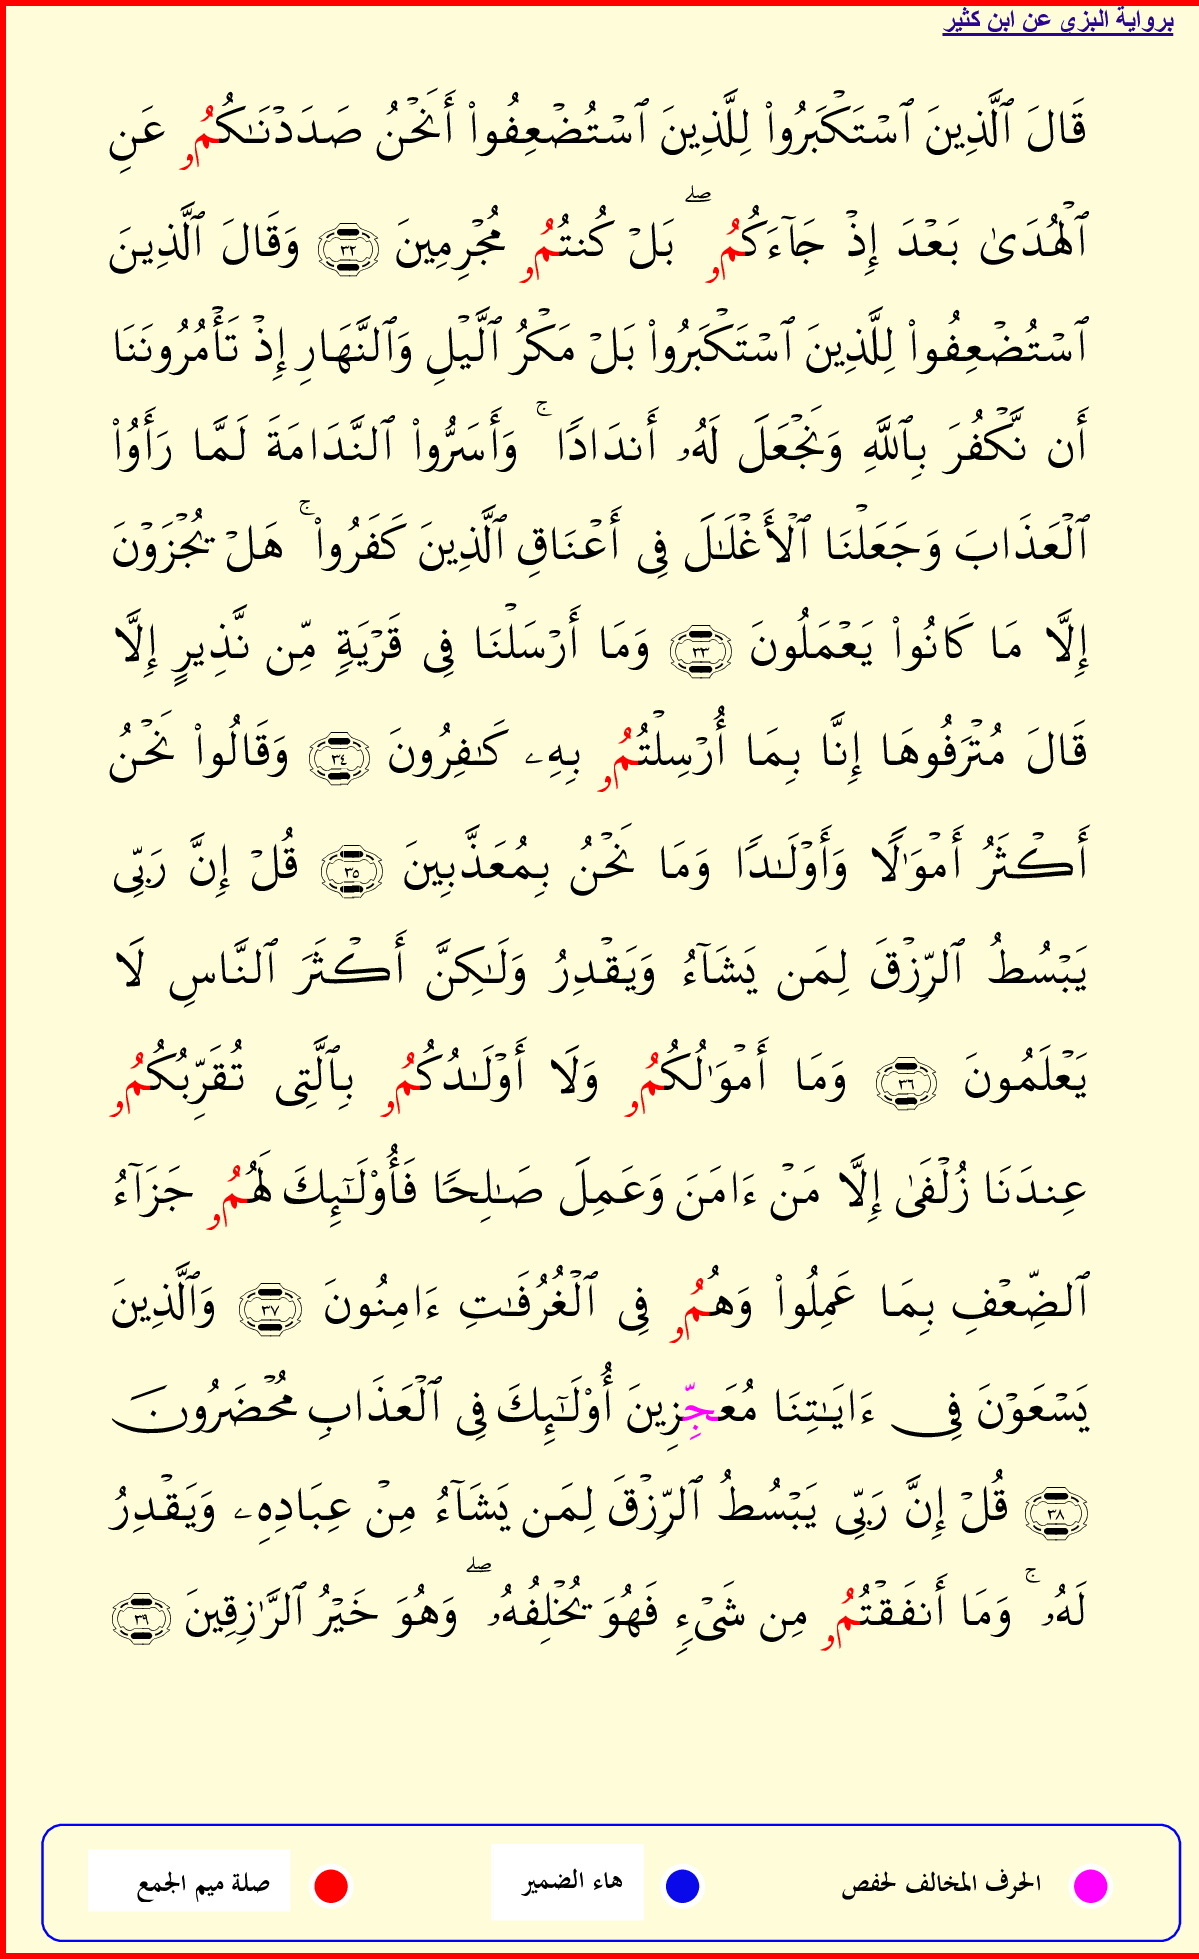 برواية البزى عن ابن كثير
قَالَ ٱلَّذِينَ ٱسۡتَكۡبَرُواْ لِلَّذِينَ ٱسۡتُضۡعِفُواْ أَنَحۡنُ صَدَدۡنَٰكُمُۥ عَنِ
ٱلۡهُدَىٰ بَعۡدَ إِذۡ جَآءَكُمُۥۖ بَلۡ كُنتُمُۥ مُجۡرِمِينَ ٣٢ وَقَالَ ٱلَّذِينَ
ٱسۡتُضۡعِفُواْ لِلَّذِينَ ٱسۡتَكۡبَرُواْ بَلۡ مَكۡرُ ٱلَّيۡلِ وَٱلنَّهَارِ إِذۡ تَأۡمُرُونَنَا
أَن نَّكۡفُرَ بِٱللَّهِ وَنَجۡعَلَ لَهُۥ أَندَادًاۚ وَأَسَرُّواْ ٱلنَّدَامَةَ لَمَّا رَأَوُاْ
ٱلۡعَذَابَ وَجَعَلۡنَا ٱلۡأَغۡلَٰلَ فِى أَعۡنَاقِ ٱلَّذِينَ كَفَرُواْۚ هَلۡ يُجۡزَوۡنَ
إِلَّا مَا كَانُواْ يَعۡمَلُونَ ٣٣ وَمَا أَرۡسَلۡنَا فِى قَرۡيَةٍ مِّن نَّذِيرٍ إِلَّا
قَالَ مُتۡرَفُوهَا إِنَّا بِمَا أُرۡسِلۡتُمُۥ بِهِۦ كَٰفِرُونَ ٣٤ وَقَالُواْ نَحۡنُ
أَكۡثَرُ أَمۡوَٰلًا وَأَوۡلَٰدًا وَمَا نَحۡنُ بِمُعَذَّبِينَ ٣٥ قُلۡ إِنَّ رَبِّى
يَبۡسُطُ ٱلرِّزۡقَ لِمَن يَشَآءُ وَيَقۡدِرُ وَلَٰكِنَّ أَكۡثَرَ ٱلنَّاسِ لَا
يَعۡلَمُونَ ٣٦ وَمَا أَمۡوَٰلُكُمُۥ وَلَا أَوۡلَٰدُكُمُۥ بِٱلَّتِى تُقَرِّبُكُمُۥ
عِندَنَا زُلۡفَىٰ إِلَّا مَنۡ ءَامَنَ وَعَمِلَ صَٰلِحًا فَأُوْلَٰٓئِكَ لَهُمُۥ جَزَآءُ
ٱلضِّعۡفِ بِمَا عَمِلُواْ وَهُمُۥ فِى ٱلۡغُرُفَٰتِ ءَامِنُونَ ٣٧ وَٱلَّذِينَ
يَسۡعَوۡنَ فِى ءَايَٰتِنَا مُعَجِّزِينَ أُوْلَٰٓئِكَ فِى ٱلۡعَذَابِ مُحۡضَرُونَ
٣٨ قُلۡ إِنَّ رَبِّى يَبۡسُطُ ٱلرِّزۡقَ لِمَن يَشَآءُ مِنۡ عِبَادِهِۦ وَيَقۡدِرُ
لَهُۥۚ وَمَا أَنفَقۡتُمُۥ مِن شَىۡءٍ فَهُوَ يُخۡلِفُهُۥۖ وَهُوَ خَيۡرُ ٱلرَّٰزِقِينَ ٣٩
الحرف المخالف لحفص هاء الضمير صلة ميم الجمع